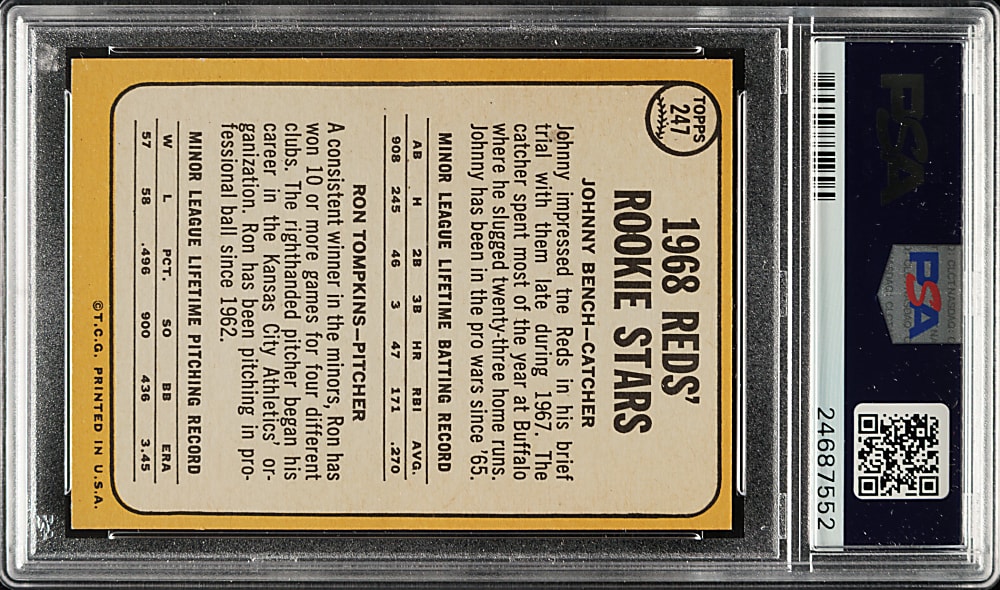 PSA
PSA
24687552
TOPPS
247
1968 REDS'
ROOKIE STARS
JOHNNY BENCH—CATCHER
Johnny impressed tne Reds in his brief
trial with them late during 1967. The
catcher spent most of the year at Buffalo
where he slugged twenty-three home runs.
Johnny has been in the pro wars since '65.
MINOR LEAGUE LIFETIME BATTING RECORD
AB H 2B 3B HR RBI AVG.
908 245 46 3 47 171 .270
RON TOMPKINS—PITCHER
A consistent winner in the minors, Ron has
won 10 or more games for four different
clubs. The righthanded pitcher began his
career in the Kansas City Athletics' or-
ganization. Ron has been pitching in pro-
fessional ball since 1962.
MINOR LEAGUE LIFETIME PITCHING RECORD
W L PCT. SO BB ERA
57 58 .496 900 436 3.45
©T.C.G. PRINTED IN U.S.A.